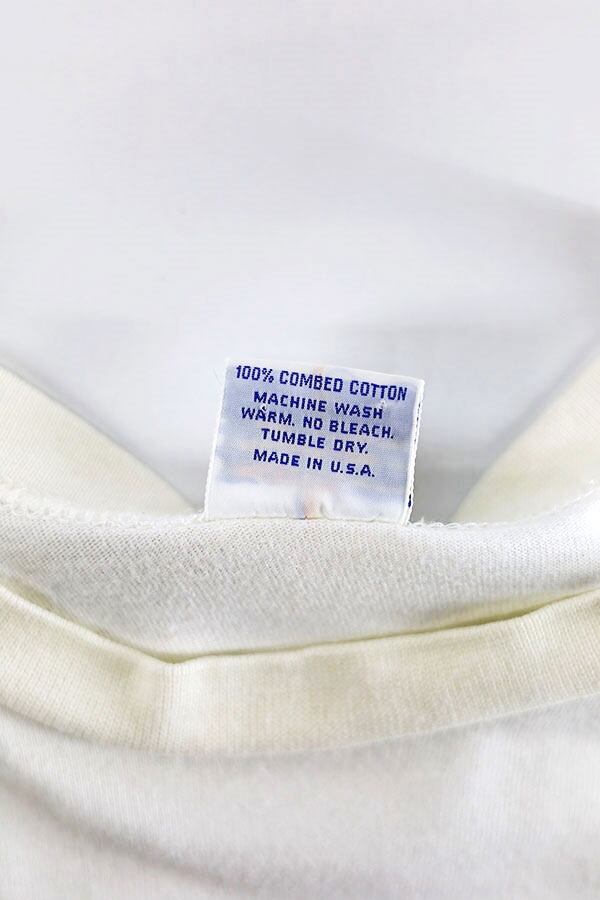 100% COMBED COTTON
MACHINE WASH
WARM. NO BLEACH.
TUMBLE DRY.
MADE IN U.S.A.